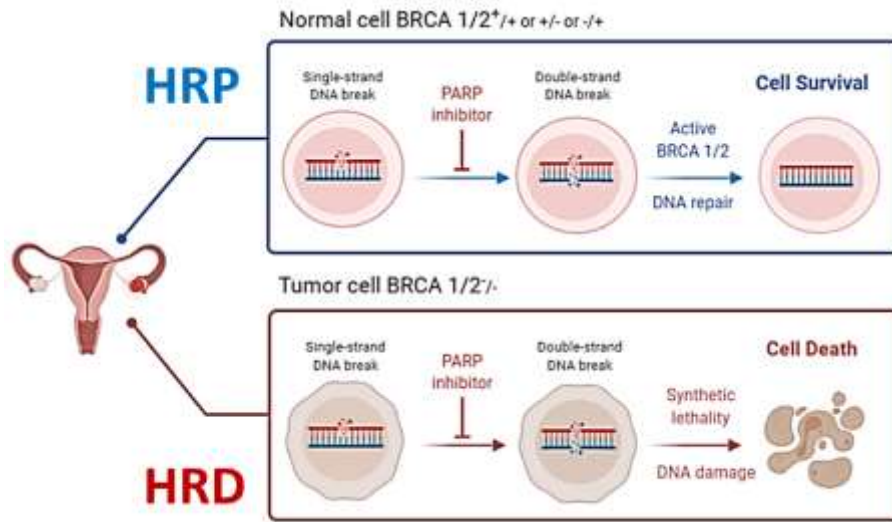 Normal cell BRCA 1/2⁺/+ or +/- or -/+
HRP
Single-strand
DNA break
PARP
inhibitor
Double-strand
DNA break
Cell Survival
Active
BRCA 1/2
DNA repair
Tumor cell BRCA 1/2⁻/-
Single-strand
DNA break
PARP
inhibitor
Double-strand
DNA break
Cell Death
Synthetic
lethality
DNA damage
HRD